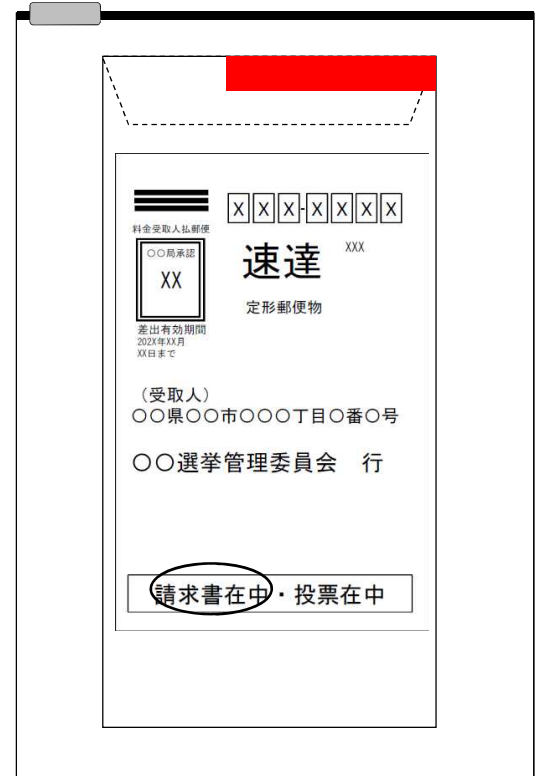 XXX-XXXX
料金受取人払郵便
○○局承認
XX
速達 XXX
定形郵便物
差出有効期間
202X年XX月
XX日まで
（受取人）
○○県○○市○○○丁目○番○号
○○選挙管理委員会　行
請求書在中・投票在中